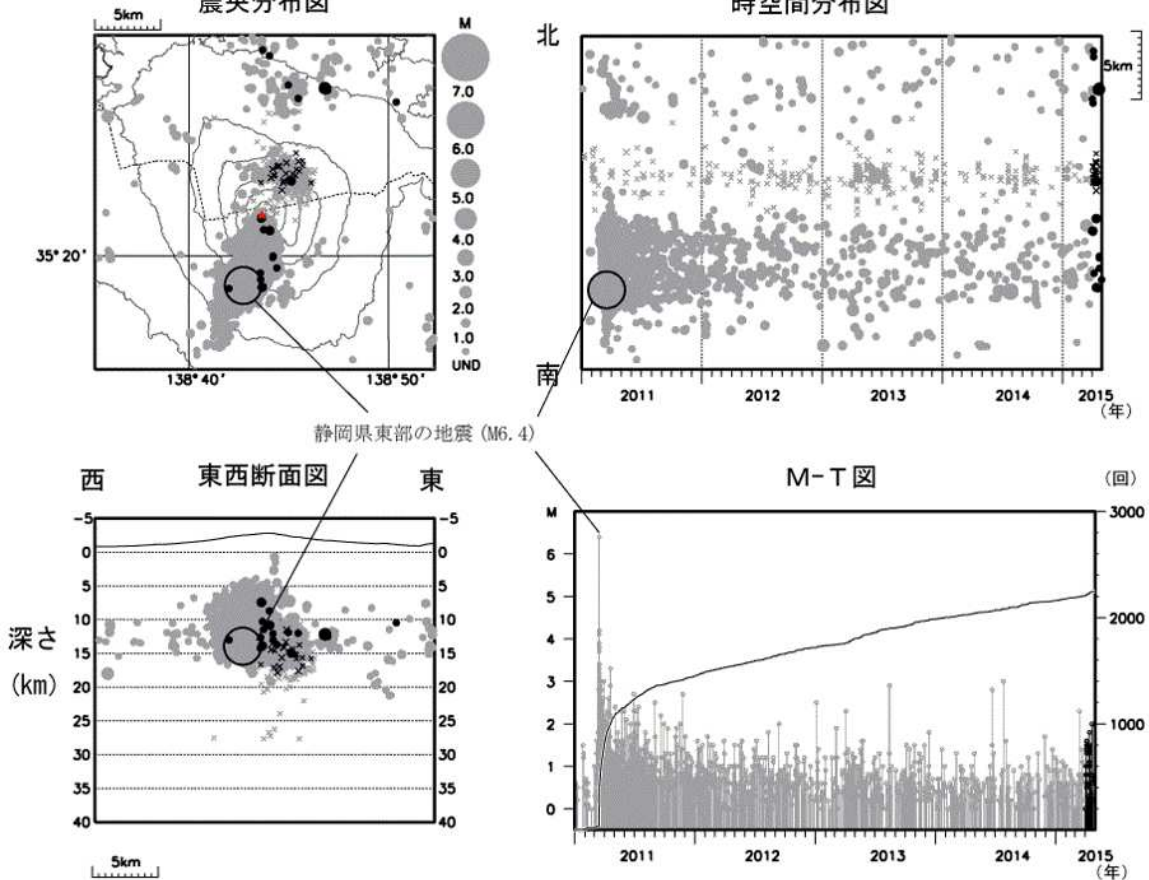 震央分布図
5km
M
7.0
6.0
5.0
4.0
3.0
2.0
1.0
UND
35°20'
138°40'
138°50'
時空間分布図
北
南
5km
2011
2012
2013
2014
2015
(年)
静岡県東部の地震(M6.4)
東西断面図
西
東
-5
0
5
10
15
20
25
30
35
40
深さ
(km)
-5
0
5
10
15
20
25
30
35
40
5km
M-T図
(回)
M
6
5
4
3
2
1
0
3000
2000
1000
2011
2012
2013
2014
2015
(年)